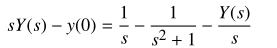 sY(s) − y(0) = 1/s − 1/(s² + 1) − Y(s)/s